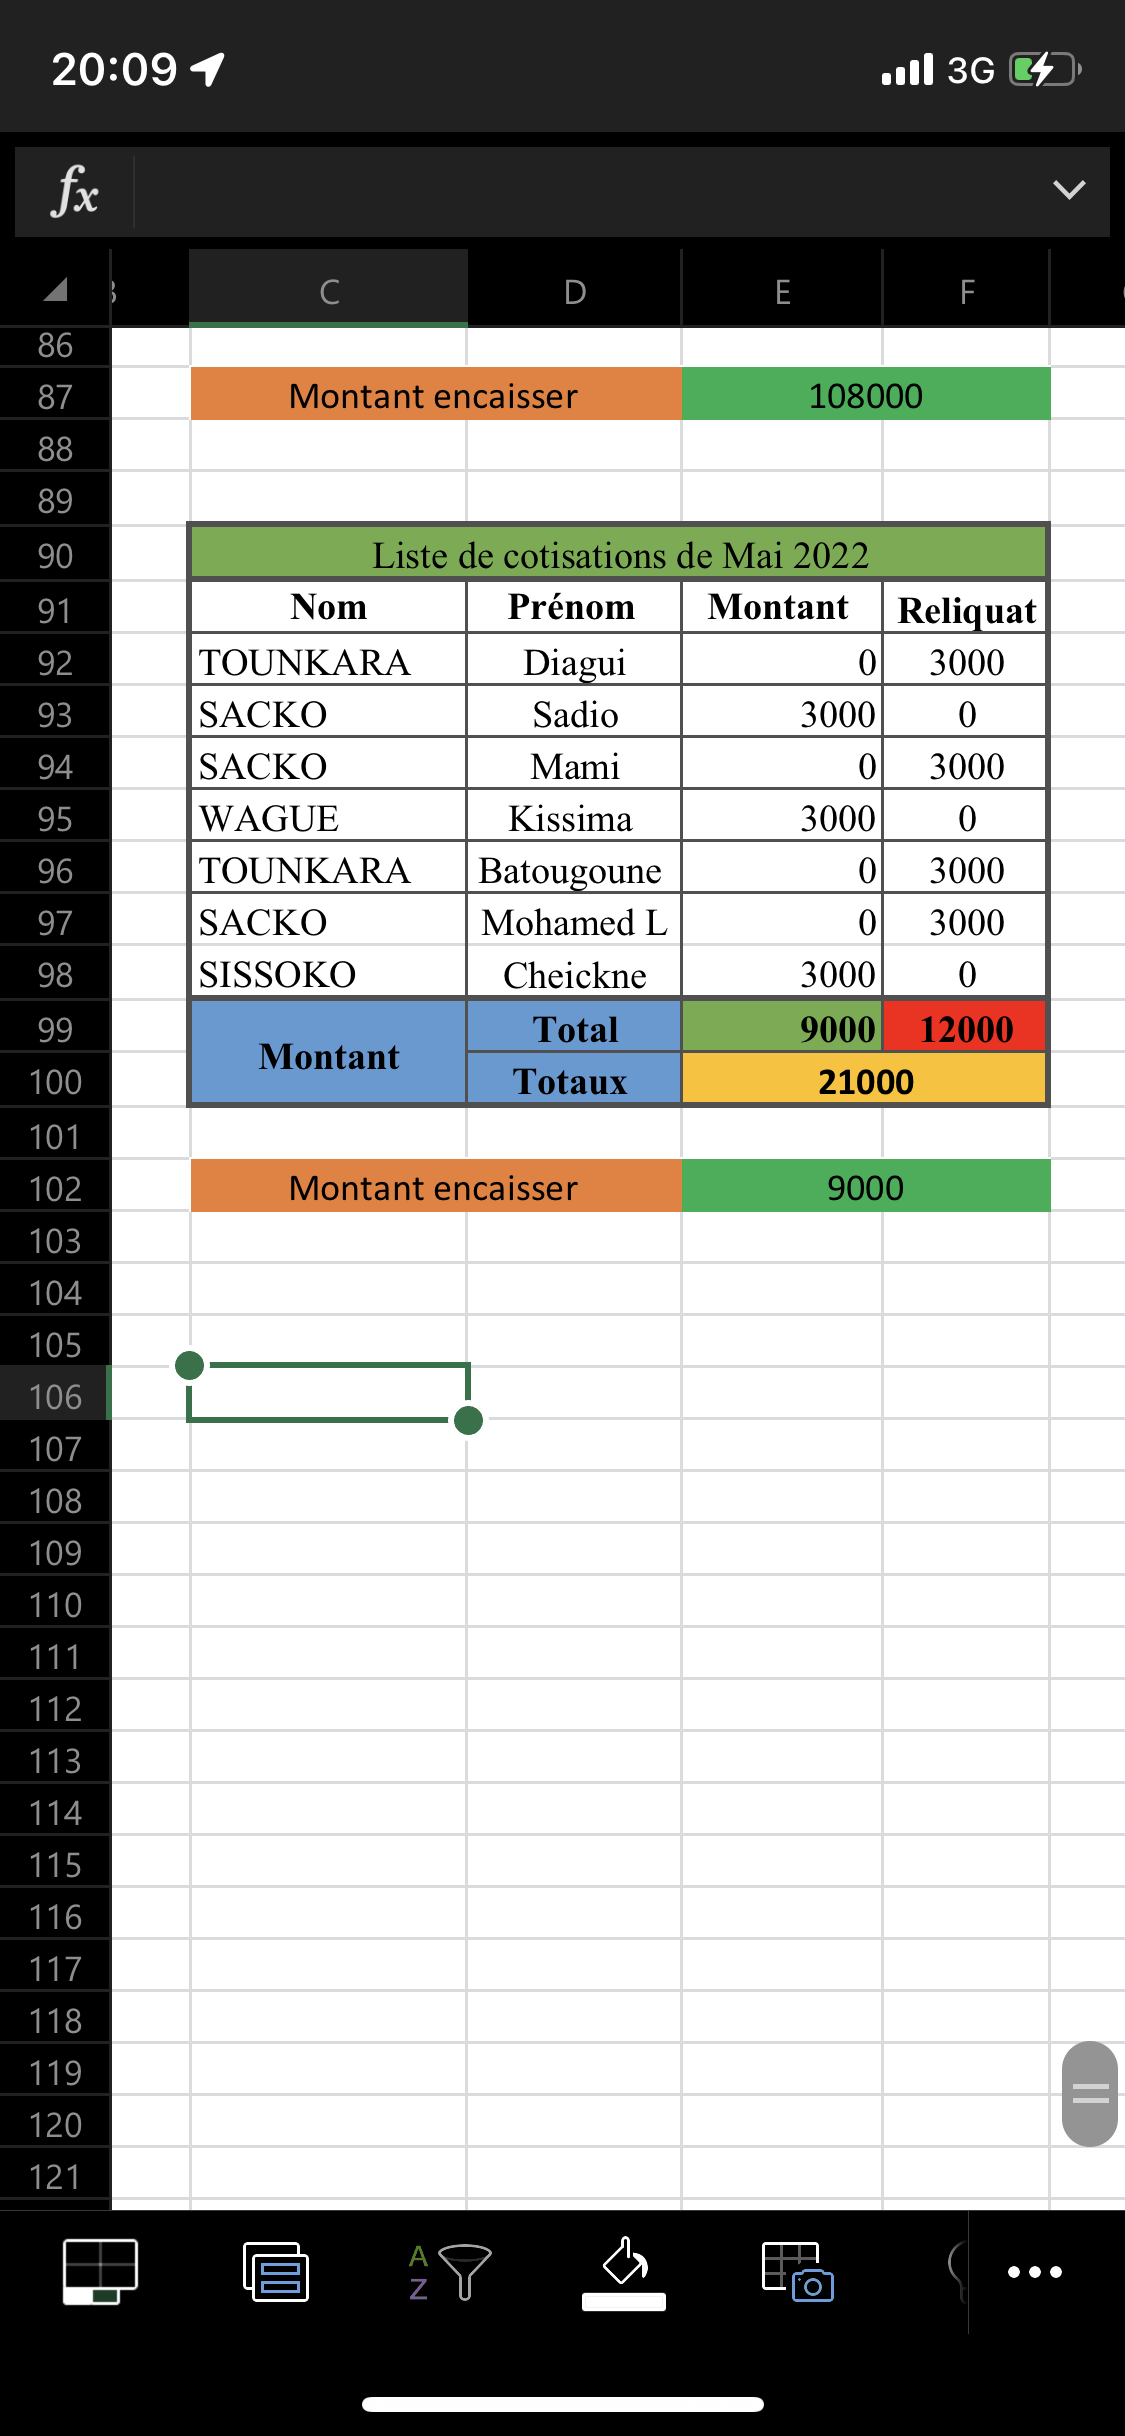 20:09 3G
fx
C D E F
86
87 Montant encaisser 108000
88
89
90 Liste de cotisations de Mai 2022
91 Nom Prénom Montant Reliquat
92 TOUNKARA Diagui 0 3000
93 SACKO Sadio 3000 0
94 SACKO Mami 0 3000
95 WAGUE Kissima 3000 0
96 TOUNKARA Batougoune 0 3000
97 SACKO Mohamed L 0 3000
98 SISSOKO Cheickne 3000 0
99 Montant Total 9000 12000
100 Totaux 21000
101
102 Montant encaisser 9000
103
104
105
106
107
108
109
110
111
112
113
114
115
116
117
118
119
120
121
A
Z